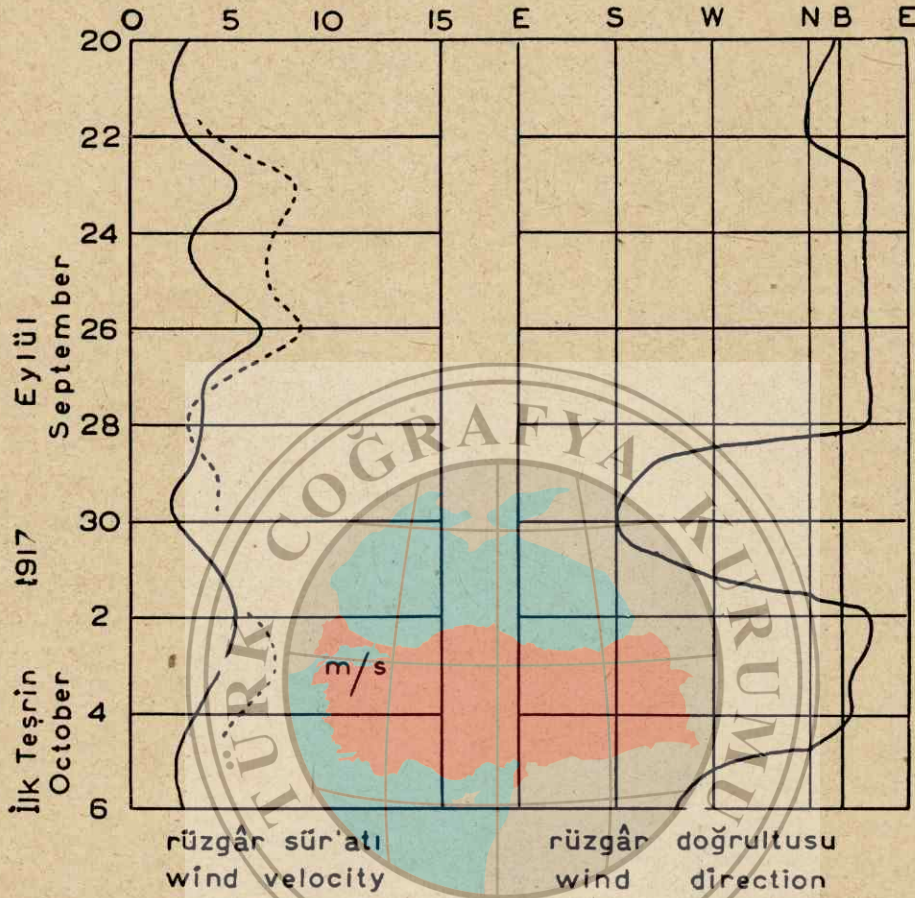 0 5 10 15 E S W N B E
20
22
24
26
28
30
2
4
6
Eylül
September
1917
İlk Teşrin
October
m/s
rüzgâr sür'atı
wind velocity
rüzgâr doğrultusu
wind direction
TÜRK COĞRAFYA KURUMU